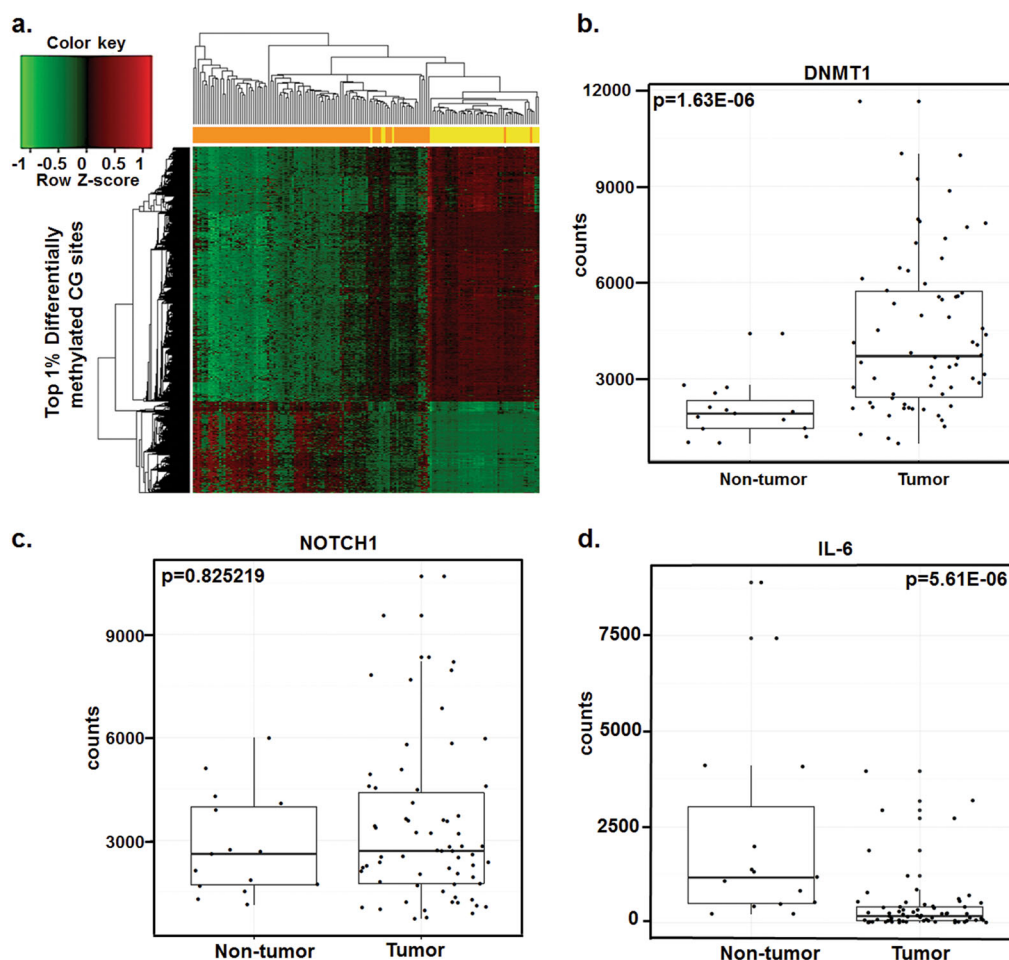 a.
Color key
-1 -0.5 0 0.5 1
Row Z-score
Top 1% Differentially
methylated CG sites
b.
DNMT1
p=1.63E-06
12000
9000
6000
3000
counts
Non-tumor Tumor
c.
NOTCH1
p=0.825219
9000
6000
3000
counts
Non-tumor Tumor
d.
IL-6
p=5.61E-06
7500
5000
2500
0
counts
Non-tumor Tumor